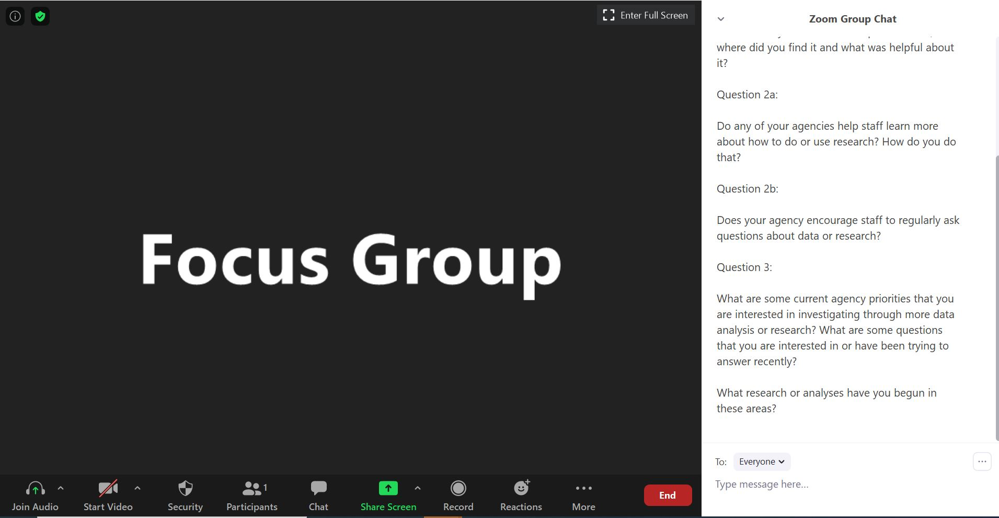 Enter Full Screen
Focus Group
Join Audio
Start Video
Security
1
Participants
Chat
Share Screen
Record
Reactions
More
End
Zoom Group Chat
where did you find it and what was helpful about
it?
Question 2a:
Do any of your agencies help staff learn more
about how to do or use research? How do you do
that?
Question 2b:
Does your agency encourage staff to regularly ask
questions about data or research?
Question 3:
What are some current agency priorities that you
are interested in investigating through more data
analysis or research? What are some questions
that you are interested in or have been trying to
answer recently?
What research or analyses have you begun in
these areas?
To: Everyone
Type message here...